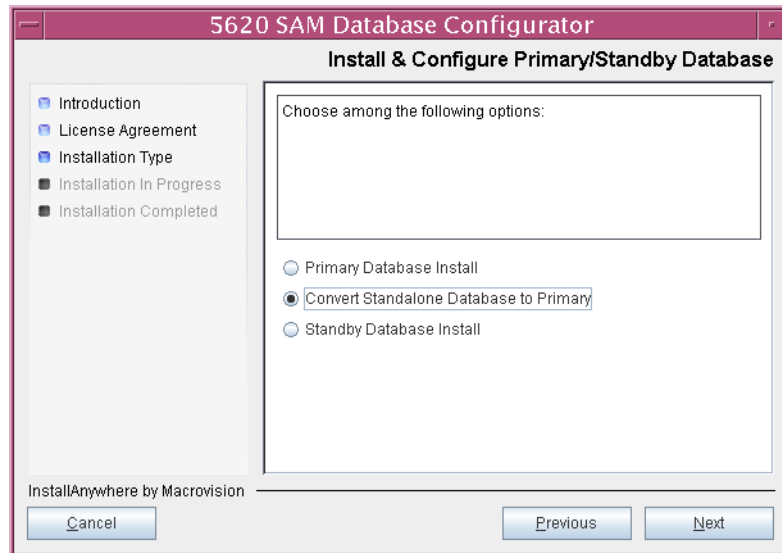 5620 SAM Database Configurator
Install & Configure Primary/Standby Database
Introduction
License Agreement
Installation Type
Installation In Progress
Installation Completed
Choose among the following options:
Primary Database Install
Convert Standalone Database to Primary
Standby Database Install
InstallAnywhere by Macrovision
Cancel
Previous
Next